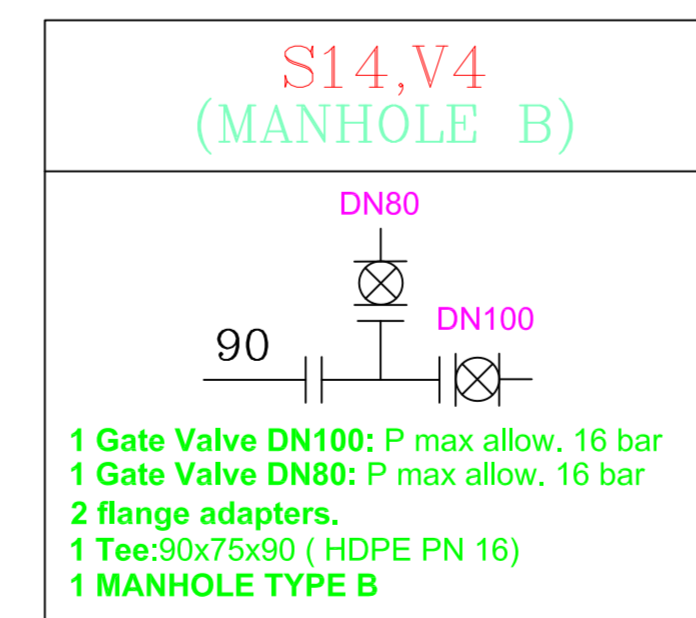 S14,V4
(MANHOLE B)
DN80
DN100
90
1 Gate Valve DN100: P max allow. 16 bar
1 Gate Valve DN80: P max allow. 16 bar
2 flange adapters.
1 Tee:90x75x90 ( HDPE PN 16)
1 MANHOLE TYPE B